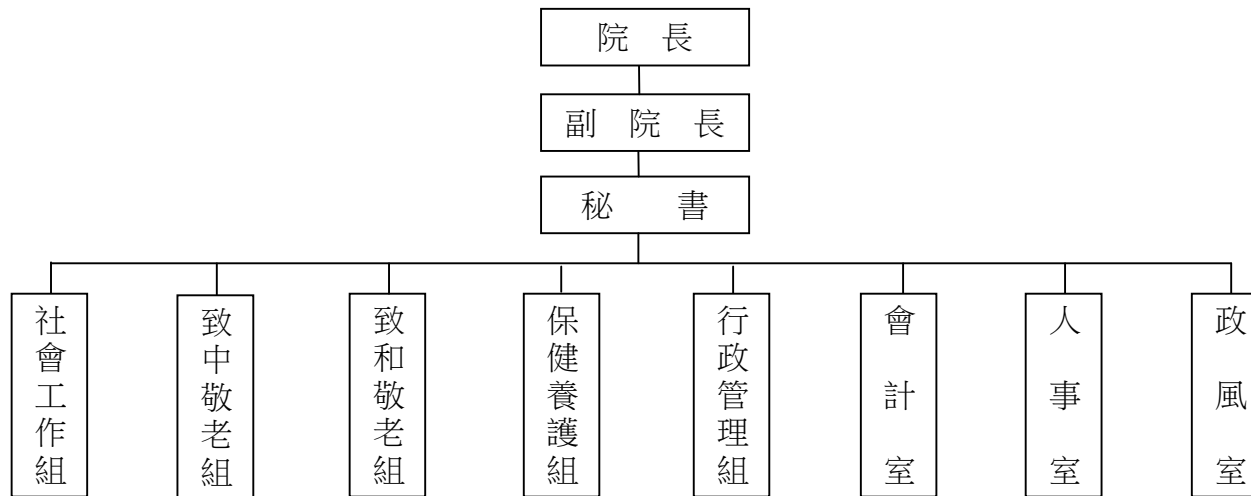 院 長
副 院 長
秘 書
社會工作組
致中敬老組
致和敬老組
保健養護組
行政管理組
會計室
人事室
政風室